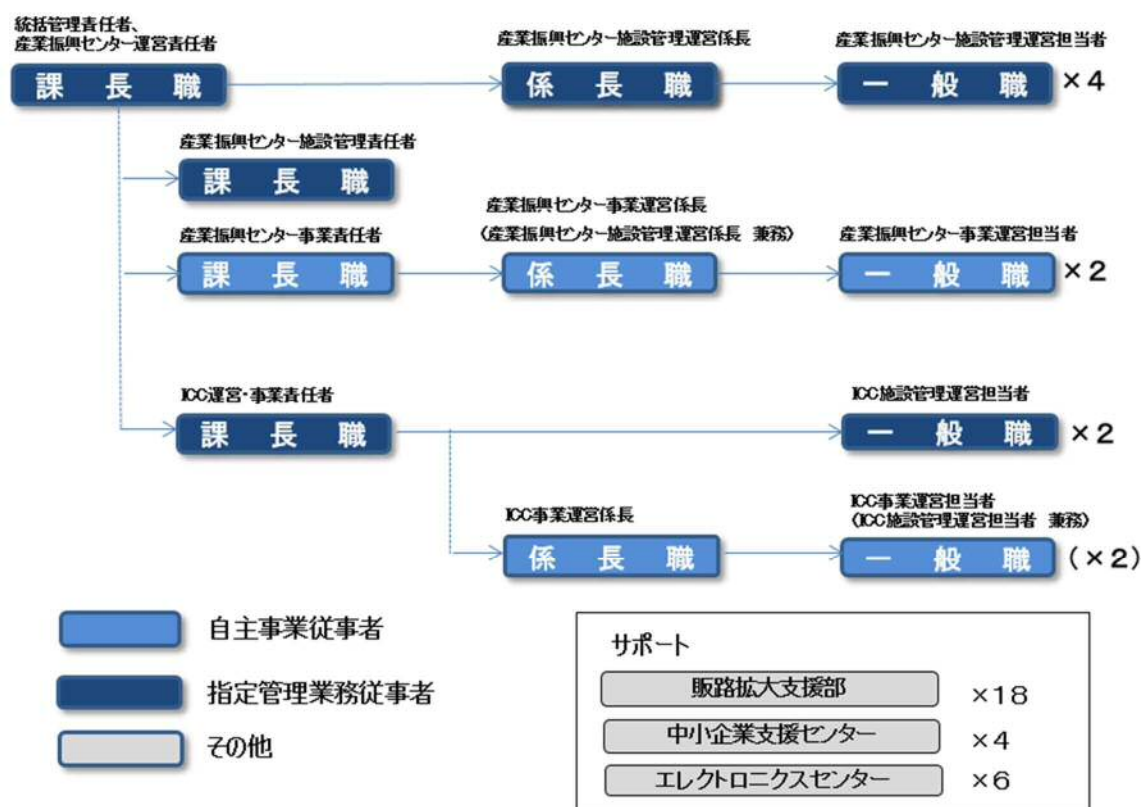 統括管理責任者、
産業振興センター運営責任者
課長職
産業振興センター施設管理運営係長
係長職
産業振興センター施設管理運営担当者
一般職 ×4
産業振興センター施設管理責任者
課長職
産業振興センター事業責任者
課長職
産業振興センター事業運営係長
(産業振興センター施設管理運営係長 兼務)
係長職
産業振興センター事業運営担当者
一般職 ×2
ICC運営・事業責任者
課長職
ICC施設管理運営担当者
一般職 ×2
ICC事業運営係長
係長職
ICC事業運営担当者
(ICC施設管理運営担当者 兼務)
一般職 (×2)
自主事業従事者
指定管理業務従事者
その他
サポート
販路拡大支援部 ×18
中小企業支援センター ×4
エレクトロニクスセンター ×6